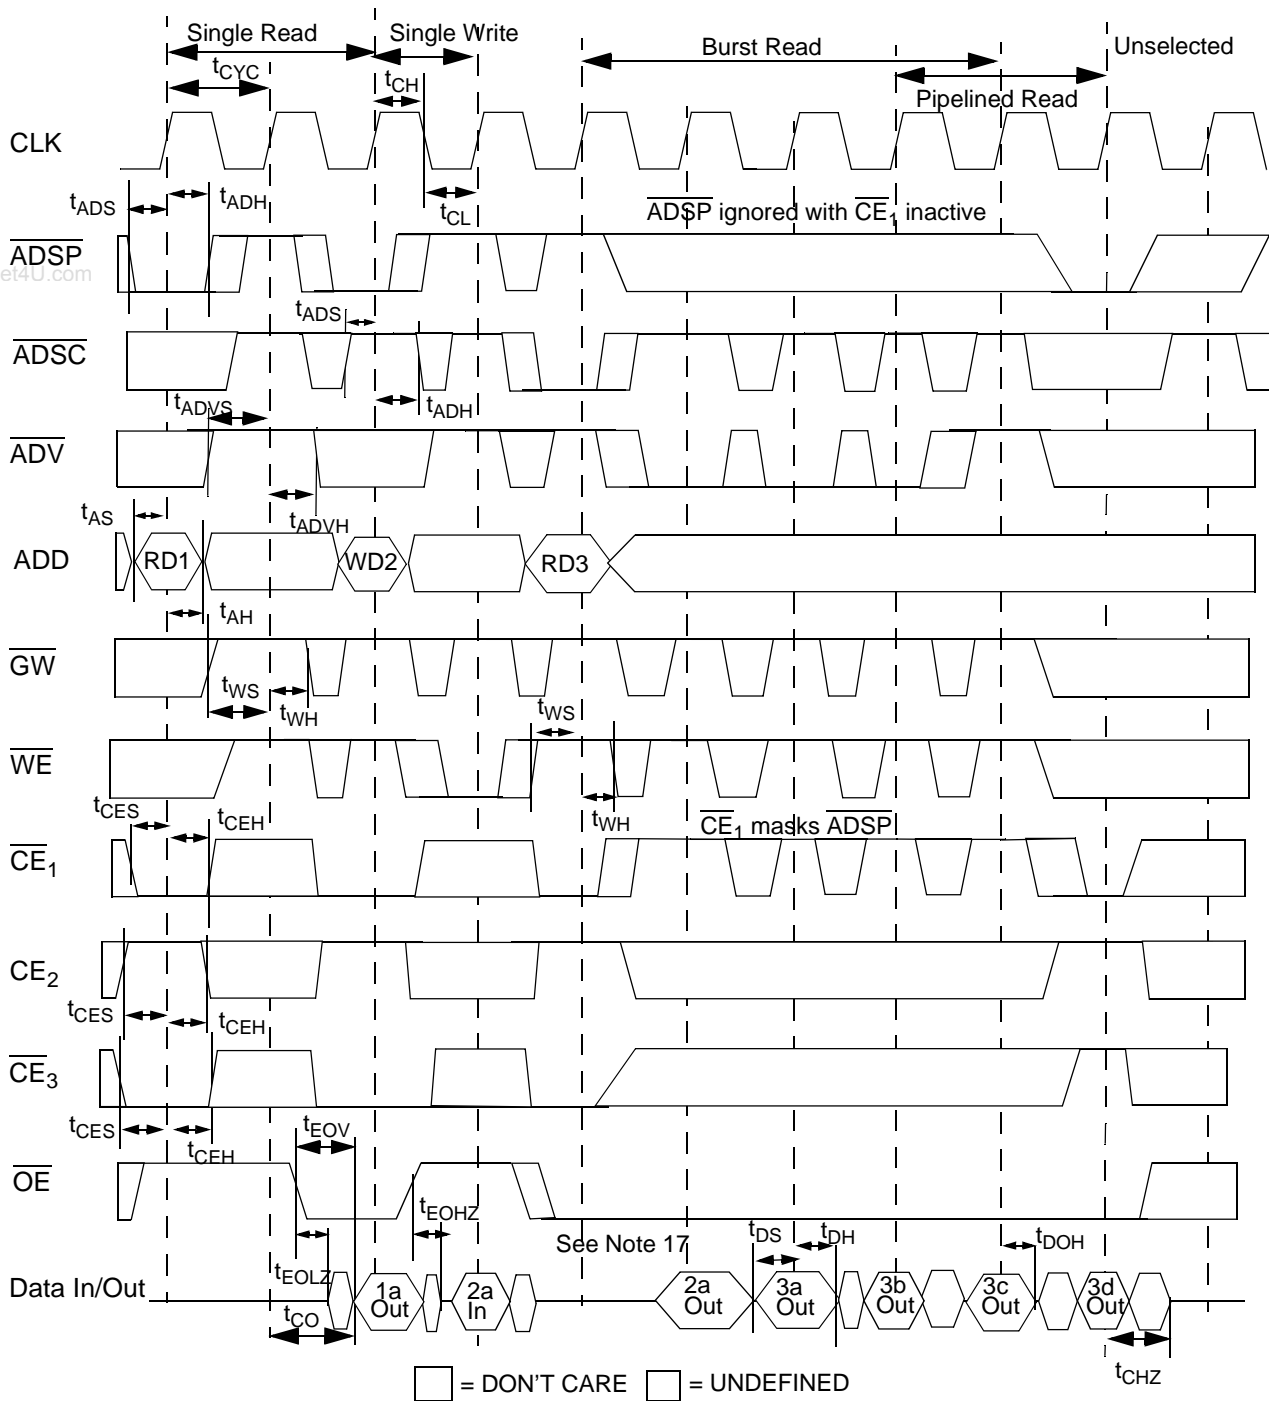 Single Read
Single Write
Burst Read
Unselected
tCYC
tCH
Pipelined Read
CLK
tADS
tADH
tCL
ADSP ignored with CE1 inactive
ADSP
et4U.com
tADS
ADSC
tADVS
tADH
ADV
tAS
tADVH
ADD
RD1
WD2
RD3
tAH
GW
tWS
tWH
tWS
WE
tCES
tCEH
tWH
CE1 masks ADSP
CE1
CE2
tCES
tCEH
CE3
tCES
tCEH
tEOV
OE
tEOHZ
See Note 17
tDS
tDH
tDOH
tEOLZ
Data In/Out
1a Out
2a In
2a Out
3a Out
3b Out
3c Out
3d Out
tCO
tCHZ
= DON'T CARE
= UNDEFINED